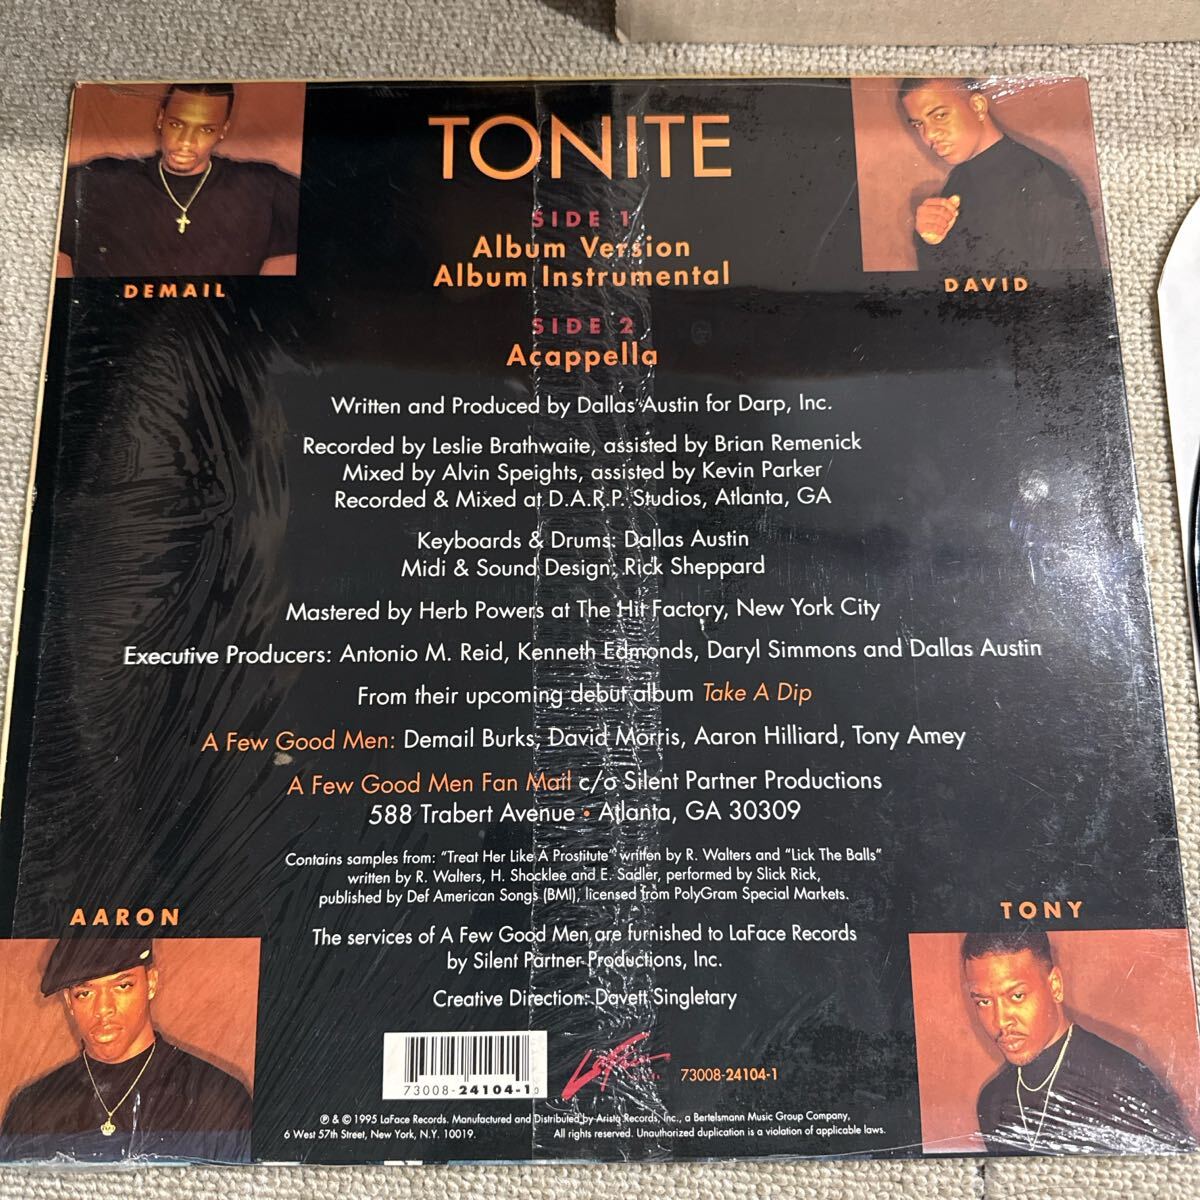 TONITE
SIDE 1
Album Version
Album Instrumental
DEMAIL
DAVID
SIDE 2
Acappella
Written and Produced by Dallas Austin for Darp, Inc.
Recorded by Leslie Brathwaite, assisted by Brian Remenick
Mixed by Alvin Speights, assisted by Kevin Parker
Recorded & Mixed at D.A.R.P. Studios, Atlanta, GA
Keyboards & Drums: Dallas Austin
Midi & Sound Design: Rick Sheppard
Mastered by Herb Powers at The Hit Factory, New York City
Executive Producers: Antonio M. Reid, Kenneth Edmonds, Daryl Simmons and Dallas Austin
From their upcoming debut album Take A Dip
A Few Good Men: Demail Burks, David Morris, Aaron Hilliard, Tony Amey
A Few Good Men Fan Mail c/o Silent Partner Productions
588 Trabert Avenue • Atlanta, GA 30309
Contains samples from: "Treat Her Like A Prostitute" written by R. Walters and "Lick The Balls"
written by R. Walters, H. Shocklee and E. Sadler, performed by Slick Rick,
published by Def American Songs (BMI), licensed from PolyGram Special Markets.
AARON
TONY
The services of A Few Good Men are furnished to LaFace Records
by Silent Partner Productions, Inc.
Creative Direction: Davett Singletary
73008-24104-1
LaFace
73008-24104-1
℗ & © 1995 LaFace Records. Manufactured and Distributed by Arista Records, Inc., a Bertelsmann Music Group Company,
6 West 57th Street, New York, N.Y. 10019. All rights reserved. Unauthorized duplication is a violation of applicable laws.